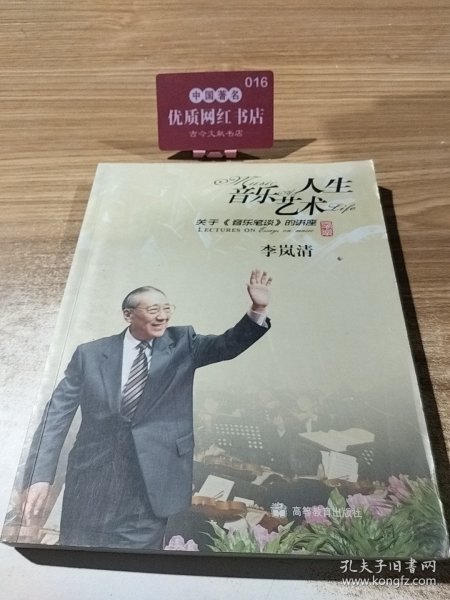 016
中国著名
优质网红书店
古今文献书店
Music Art
音乐 人生
艺术
Life
关于《音乐笔谈》的讲座
LECTURES ON Essays on music
李岚清
高等教育出版社
孔夫子旧书网
www.kongfz.com